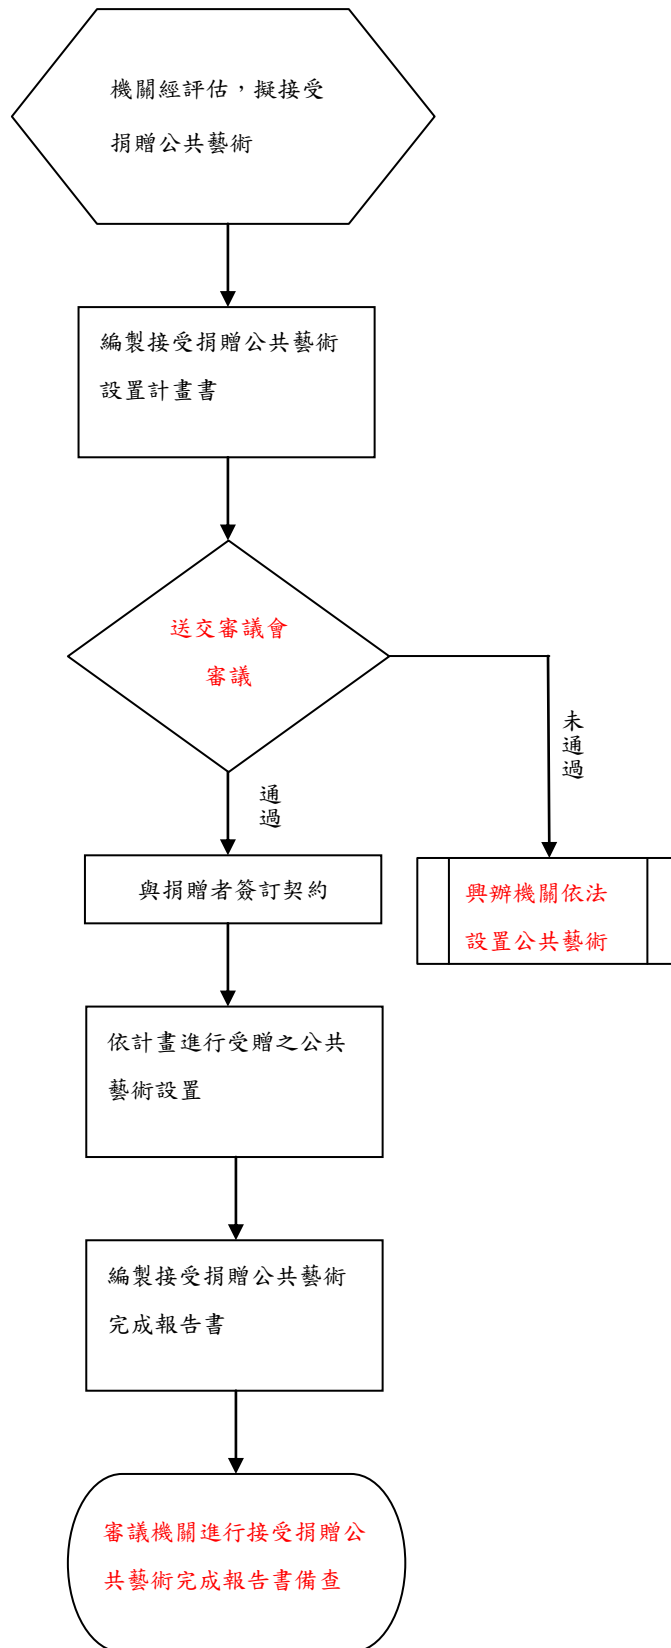 機關經評估，擬接受
捐贈公共藝術
編製接受捐贈公共藝術
設置計畫書
送交審議會
審議
未通過
通過
與捐贈者簽訂契約
興辦機關依法
設置公共藝術
依計畫進行受贈之公共
藝術設置
編製接受捐贈公共藝術
完成報告書
審議機關進行接受捐贈公
共藝術完成報告書備查